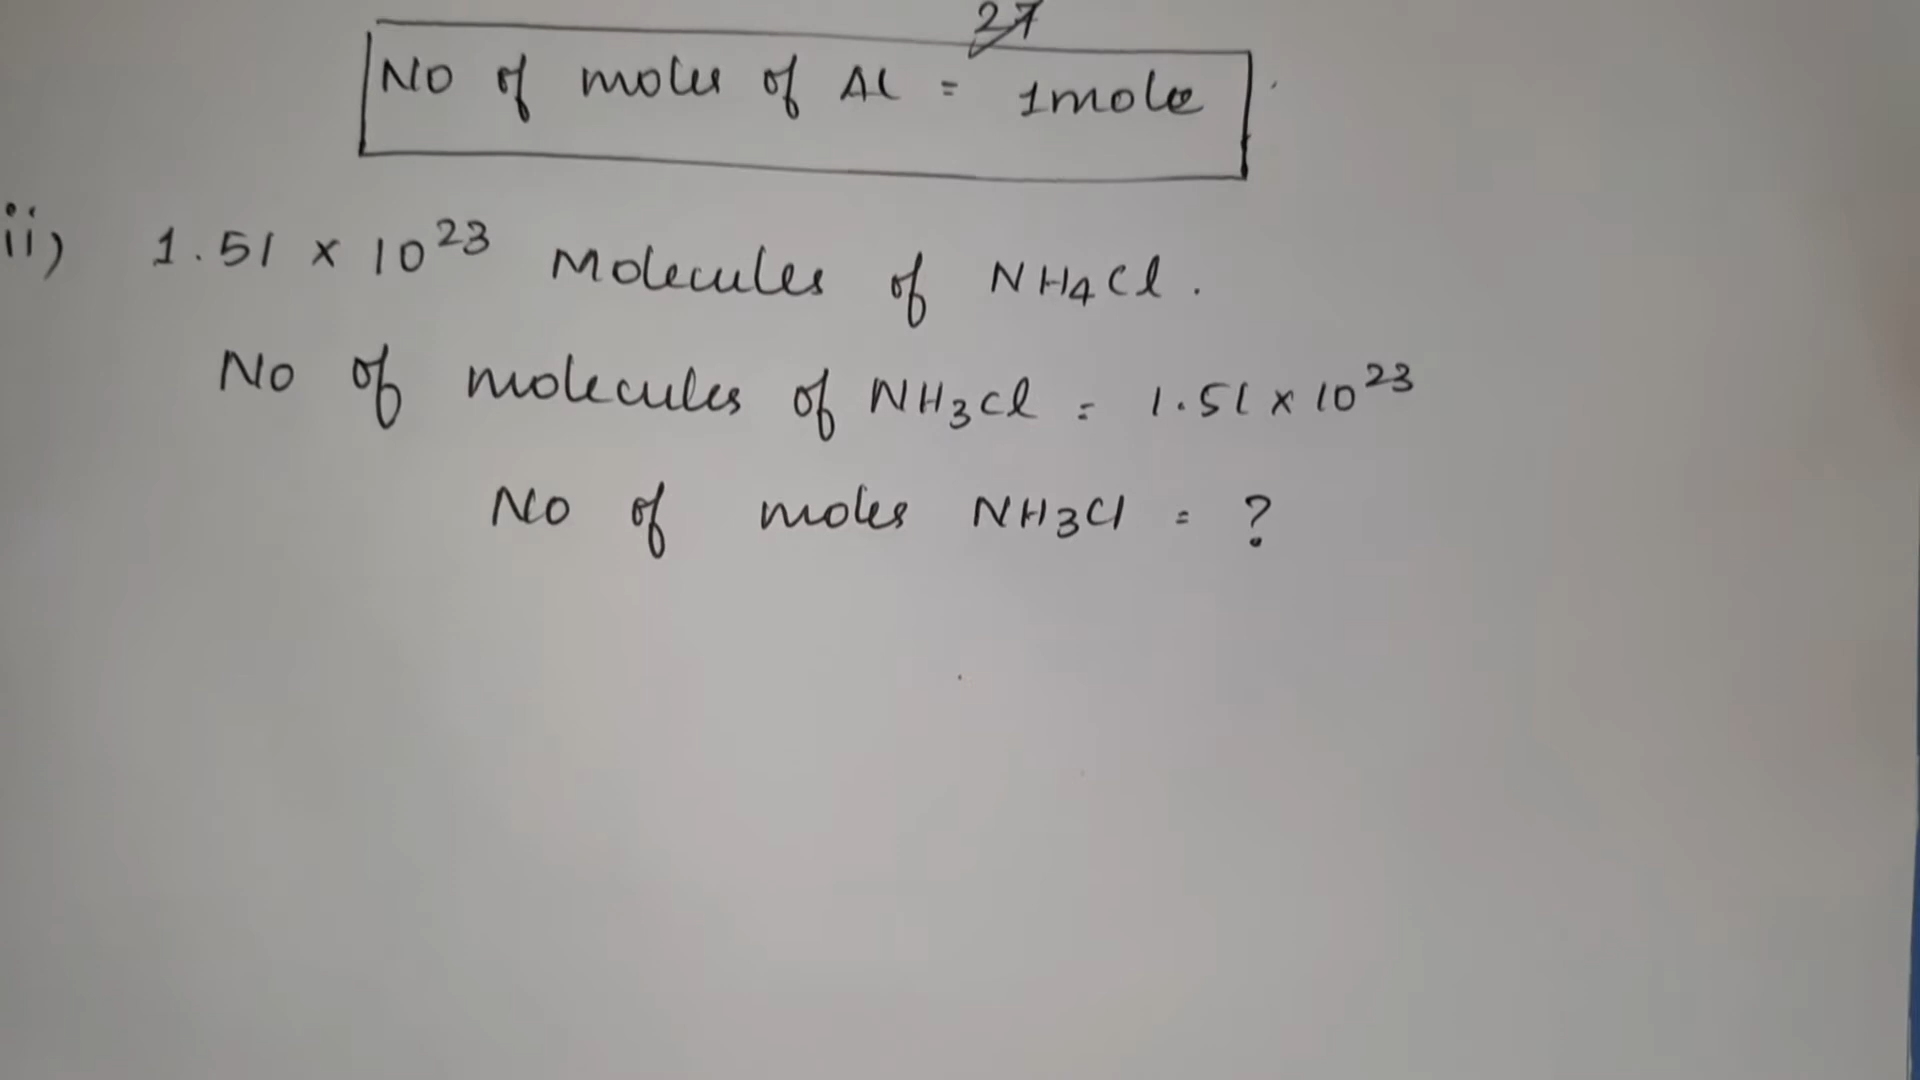 27
No of moles of Al = 1mole
ii) 1.51 × 10²³ Molecules of NH₄Cl.
No of molecules of NH₃Cl = 1.51 × 10²³
No of moles NH₃Cl = ?